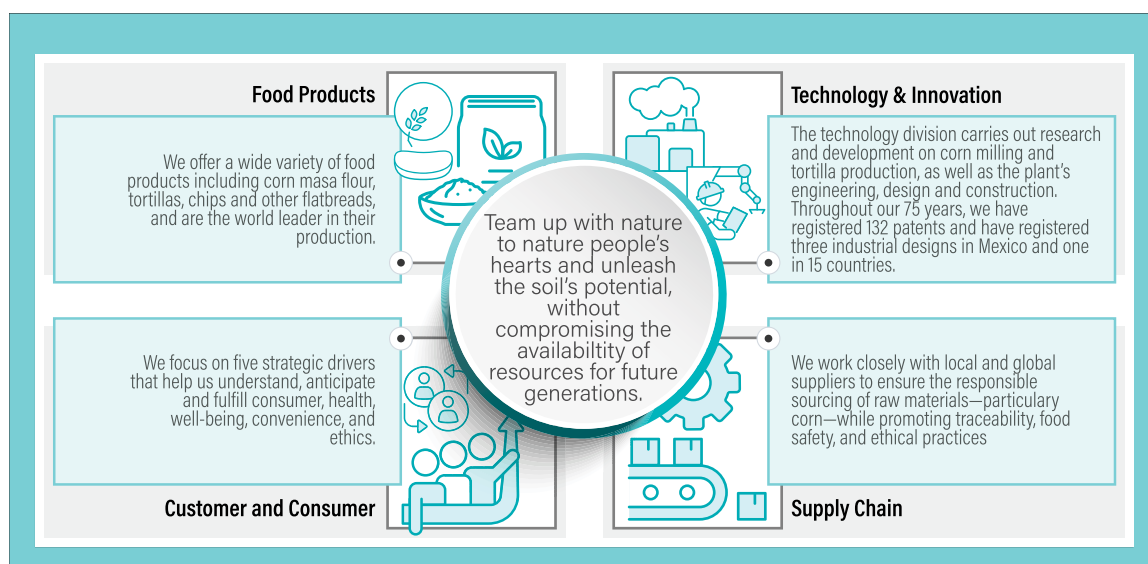 Food Products
We offer a wide variety of food
products including corn masa flour,
tortillas, chips and other flatbreads,
and are the world leader in their
production.
Technology & Innovation
The technology division carries out research
and development on corn milling and
tortilla production, as well as the plant’s
engineering, design and construction.
Throughout our 75 years, we have
registered 132 patents and have registered
three industrial designs in Mexico and one
in 15 countries.
Team up with nature
to nature people’s
hearts and unleash
the soil’s potential,
without
compromising the
availabiltity of
resources for future
generations.
We focus on five strategic drivers
that help us understand, anticipate
and fulfill consumer, health,
well-being, convenience, and
ethics.
Customer and Consumer
We work closely with local and global
suppliers to ensure the responsible
sourcing of raw materials—particulary
corn—while promoting traceability, food
safety, and ethical practices
Supply Chain